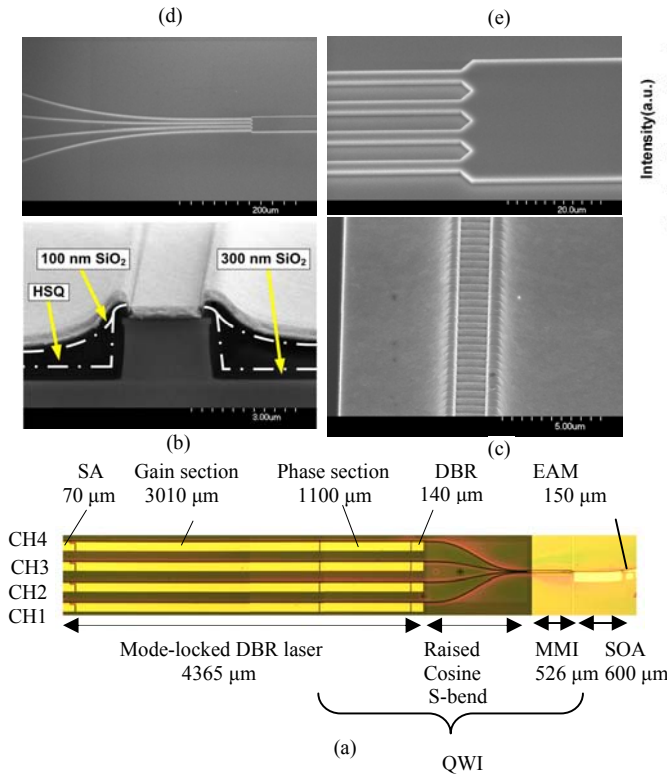 (d)
(e)
200um
20.0um
Intensity(a.u.)
100 nm SiO₂
300 nm SiO₂
HSQ
3.00um
5.00um
(b)
(c)
SA
Gain section
Phase section
DBR
EAM
70 μm
3010 μm
1100 μm
140 μm
150 μm
CH4
CH3
CH2
CH1
Mode-locked DBR laser
Raised
MMI
SOA
4365 μm
Cosine
526 μm
600 μm
S-bend
(a)
QWI